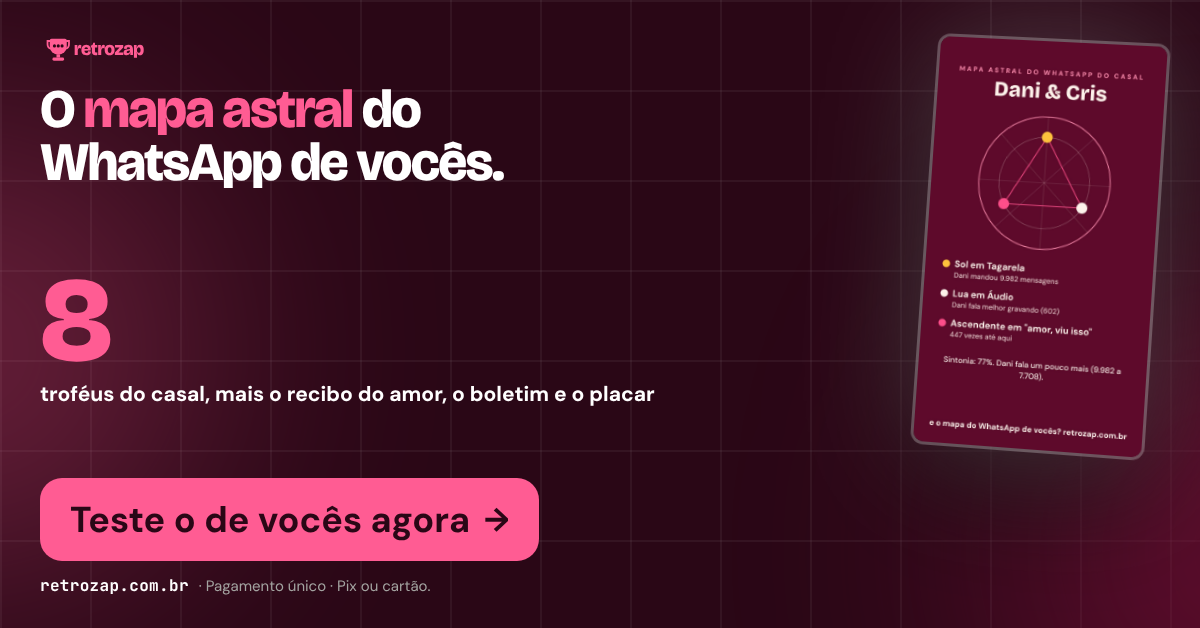 retrozap
O mapa astral do
WhatsApp de vocês.
8
troféus do casal, mais o recibo do amor, o boletim e o placar
Teste o de vocês agora →
retrozap.com.br · Pagamento único · Pix ou cartão.
MAPA ASTRAL DO WHATSAPP DO CASAL
Dani & Cris
Sol em Tagarela
Dani mandou 9.982 mensagens
Lua em Áudio
Dani fala melhor gravando (602)
Ascendente em "amor, viu isso"
447 vezes até aqui
Sintonia: 77%. Dani fala um pouco mais (9.982 a
7.708).
e o mapa do WhatsApp de vocês? retrozap.com.br